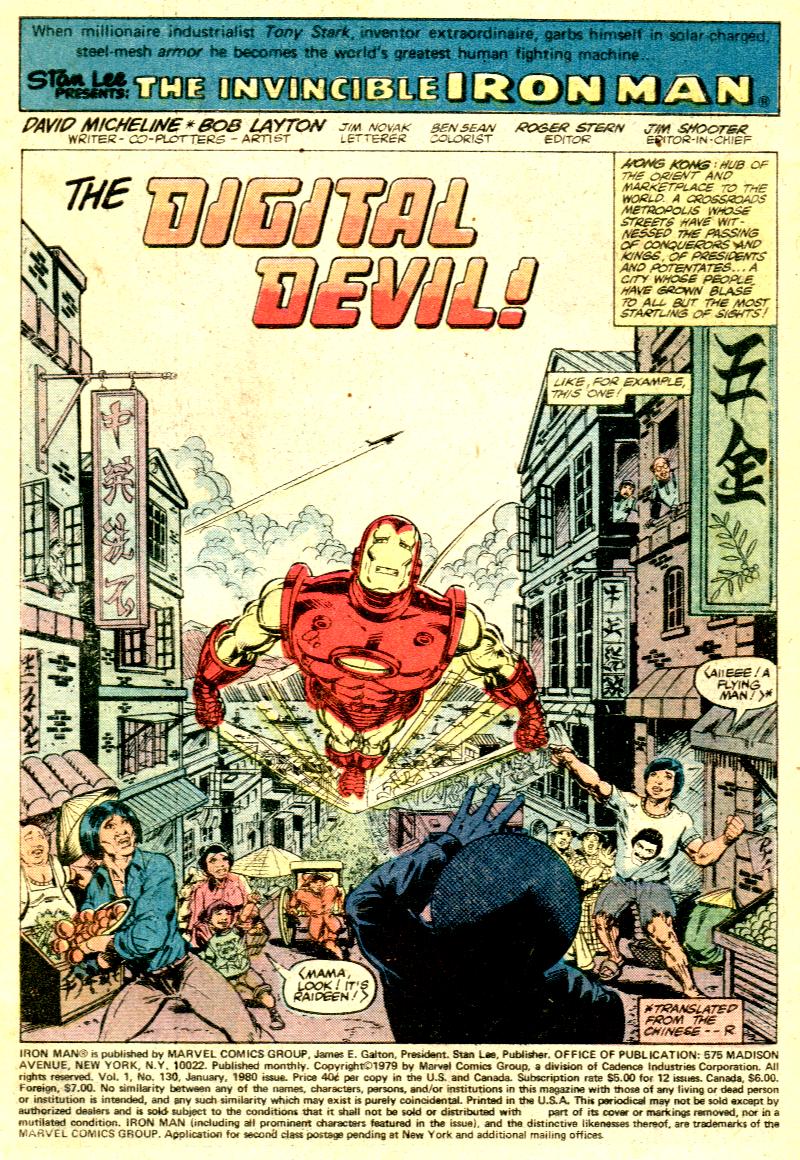 When millionaire industrialist Tony Stark, inventor extraordinaire, garbs himself in solar-charged,
steel-mesh armor he becomes the world's greatest human fighting machine...
Stan Lee
PRESENTS:
THE INVINCIBLE IRON MAN®
DAVID MICHELINE * BOB LAYTON
WRITER - CO-PLOTTERS - ARTIST
JIM NOVAK
LETTERER
BEN SEAN
COLORIST
ROGER STERN
EDITOR
JIM SHOOTER
EDITOR-IN-CHIEF
THE
DIGITAL
DEVIL!
HONG KONG: HUB OF
THE ORIENT AND
MARKETPLACE TO THE
WORLD. A CROSSROADS
METROPOLIS WHOSE
STREETS HAVE WIT-
NESSED THE PASSING
OF CONQUERORS AND
KINGS, OF PRESIDENTS
AND POTENTATES... A
CITY WHOSE PEOPLE
HAVE GROWN BLASE
TO ALL BUT THE MOST
STARTLING OF SIGHTS!
LIKE, FOR EXAMPLE,
THIS ONE!
五金
中
<AIIEEE! A
FLYING
MAN!>*
<MAMA,
LOOK! IT'S
RAIDEEN!>
*TRANSLATED
FROM THE
CHINESE -- R
IRON MAN® is published by MARVEL COMICS GROUP, James E. Galton, President. Stan Lee, Publisher. OFFICE OF PUBLICATION: 575 MADISON
AVENUE, NEW YORK, N.Y. 10022. Published monthly. Copyright©1979 by Marvel Comics Group, a division of Cadence Industries Corporation. All
rights reserved. Vol. 1, No. 130, January, 1980 issue. Price 40¢ per copy in the U.S. and Canada. Subscription rate $5.00 for 12 issues. Canada, $6.00.
Foreign, $7.00. No similarity between any of the names, characters, persons, and/or institutions in this magazine with those of any living or dead person
or institution is intended, and any such similarity which may exist is purely coincidental. Printed in the U.S.A. This periodical may not be sold except by
authorized dealers and is sold subject to the conditions that it shall not be sold or distributed with part of its cover or markings removed, nor in a
mutilated condition. IRON MAN (including all prominent characters featured in the issue), and the distinctive likenesses thereof, are trademarks of the
MARVEL COMICS GROUP. Application for second class postage pending at New York and additional mailing offices.